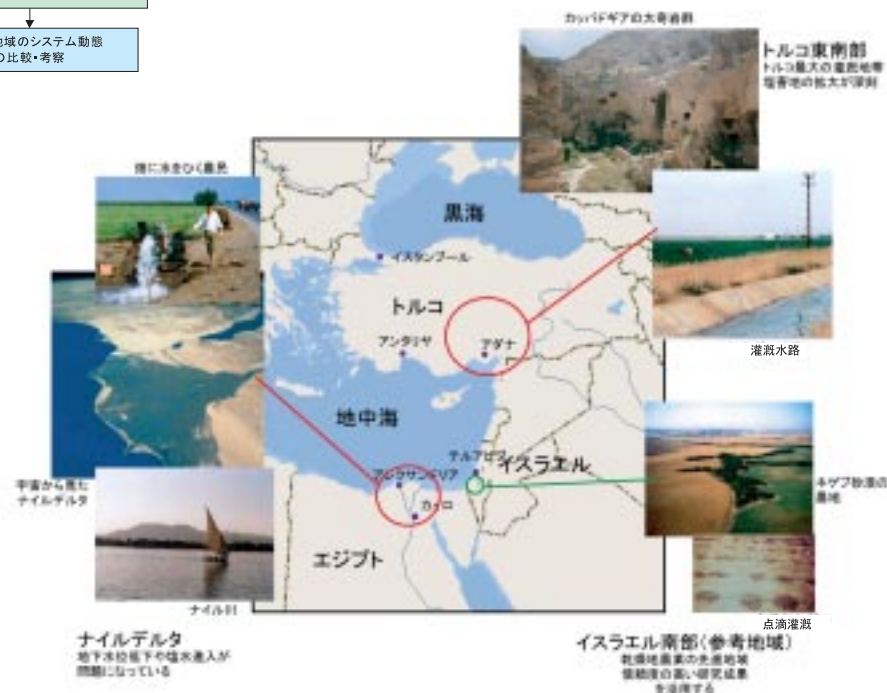 地域のシステム動態
の比較・考察
カッパドギアの大奇岩群
トルコ東南部
トルコ最大の灌漑地帯
塩害地の拡大が深刻
畑に水をひく農民
黒海
イスタンブール
トルコ
アンタリヤ
アダナ
灌漑水路
地中海
テルアビブ
イスラエル
アレクサンドリア
カイロ
エジプト
宇宙から見た
ナイルデルタ
ネゲブ砂漠の
農地
ナイル川
点滴灌漑
ナイルデルタ
地下水位低下や塩水進入が
問題になっている
イスラエル南部(参考地域)
乾燥地農業の先進地域
信頼度の高い研究成果
を活用する